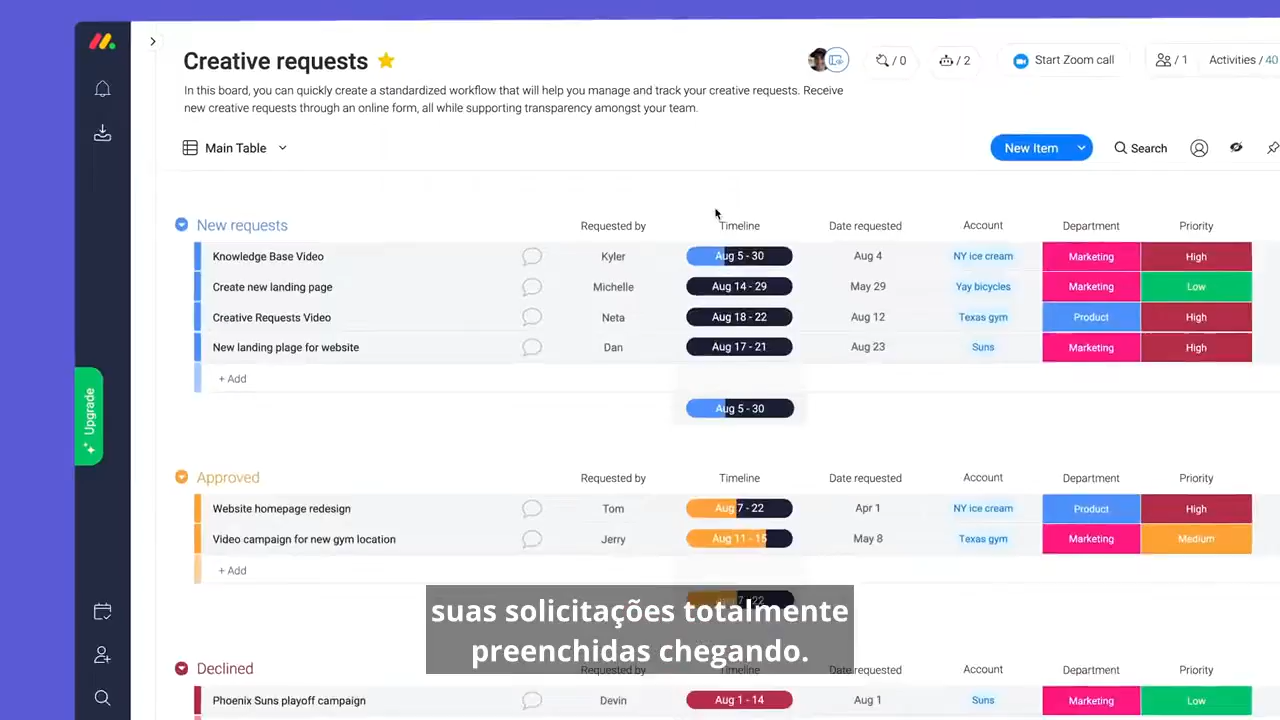 Creative requests
/ 0
/ 2
Start Zoom call
/ 1
Activities / 40
In this board, you can quickly create a standardized workflow that will help you manage and track your creative requests. Receive
new creative requests through an online form, all while supporting transparency amongst your team.
Main Table
New Item
Search
New requests Requested by Timeline Date requested Account Department Priority
Knowledge Base Video Kyler Aug 5 - 30 Aug 4 NY ice cream Marketing High
Create new landing page Michelle Aug 14 - 29 May 29 Yay bicycles Marketing Low
Creative Requests Video Neta Aug 18 - 22 Aug 12 Texas gym Product High
New landing plage for website Dan Aug 17 - 21 Aug 23 Suns Marketing High
+ Add
Aug 5 - 30
Upgrade
Approved Requested by Timeline Date requested Account Department Priority
Website homepage redesign Tom Aug 7 - 22 Apr 1 NY ice cream Product High
Video campaign for new gym location Jerry Aug 11 - 15 May 8 Texas gym Marketing Medium
+ Add
suas solicitações totalmente
preenchidas chegando.
Declined Requested by Timeline Date requested Account Department Priority
Phoenix Suns playoff campaign Devin Aug 1 - 14 Aug 1 Suns Marketing Low